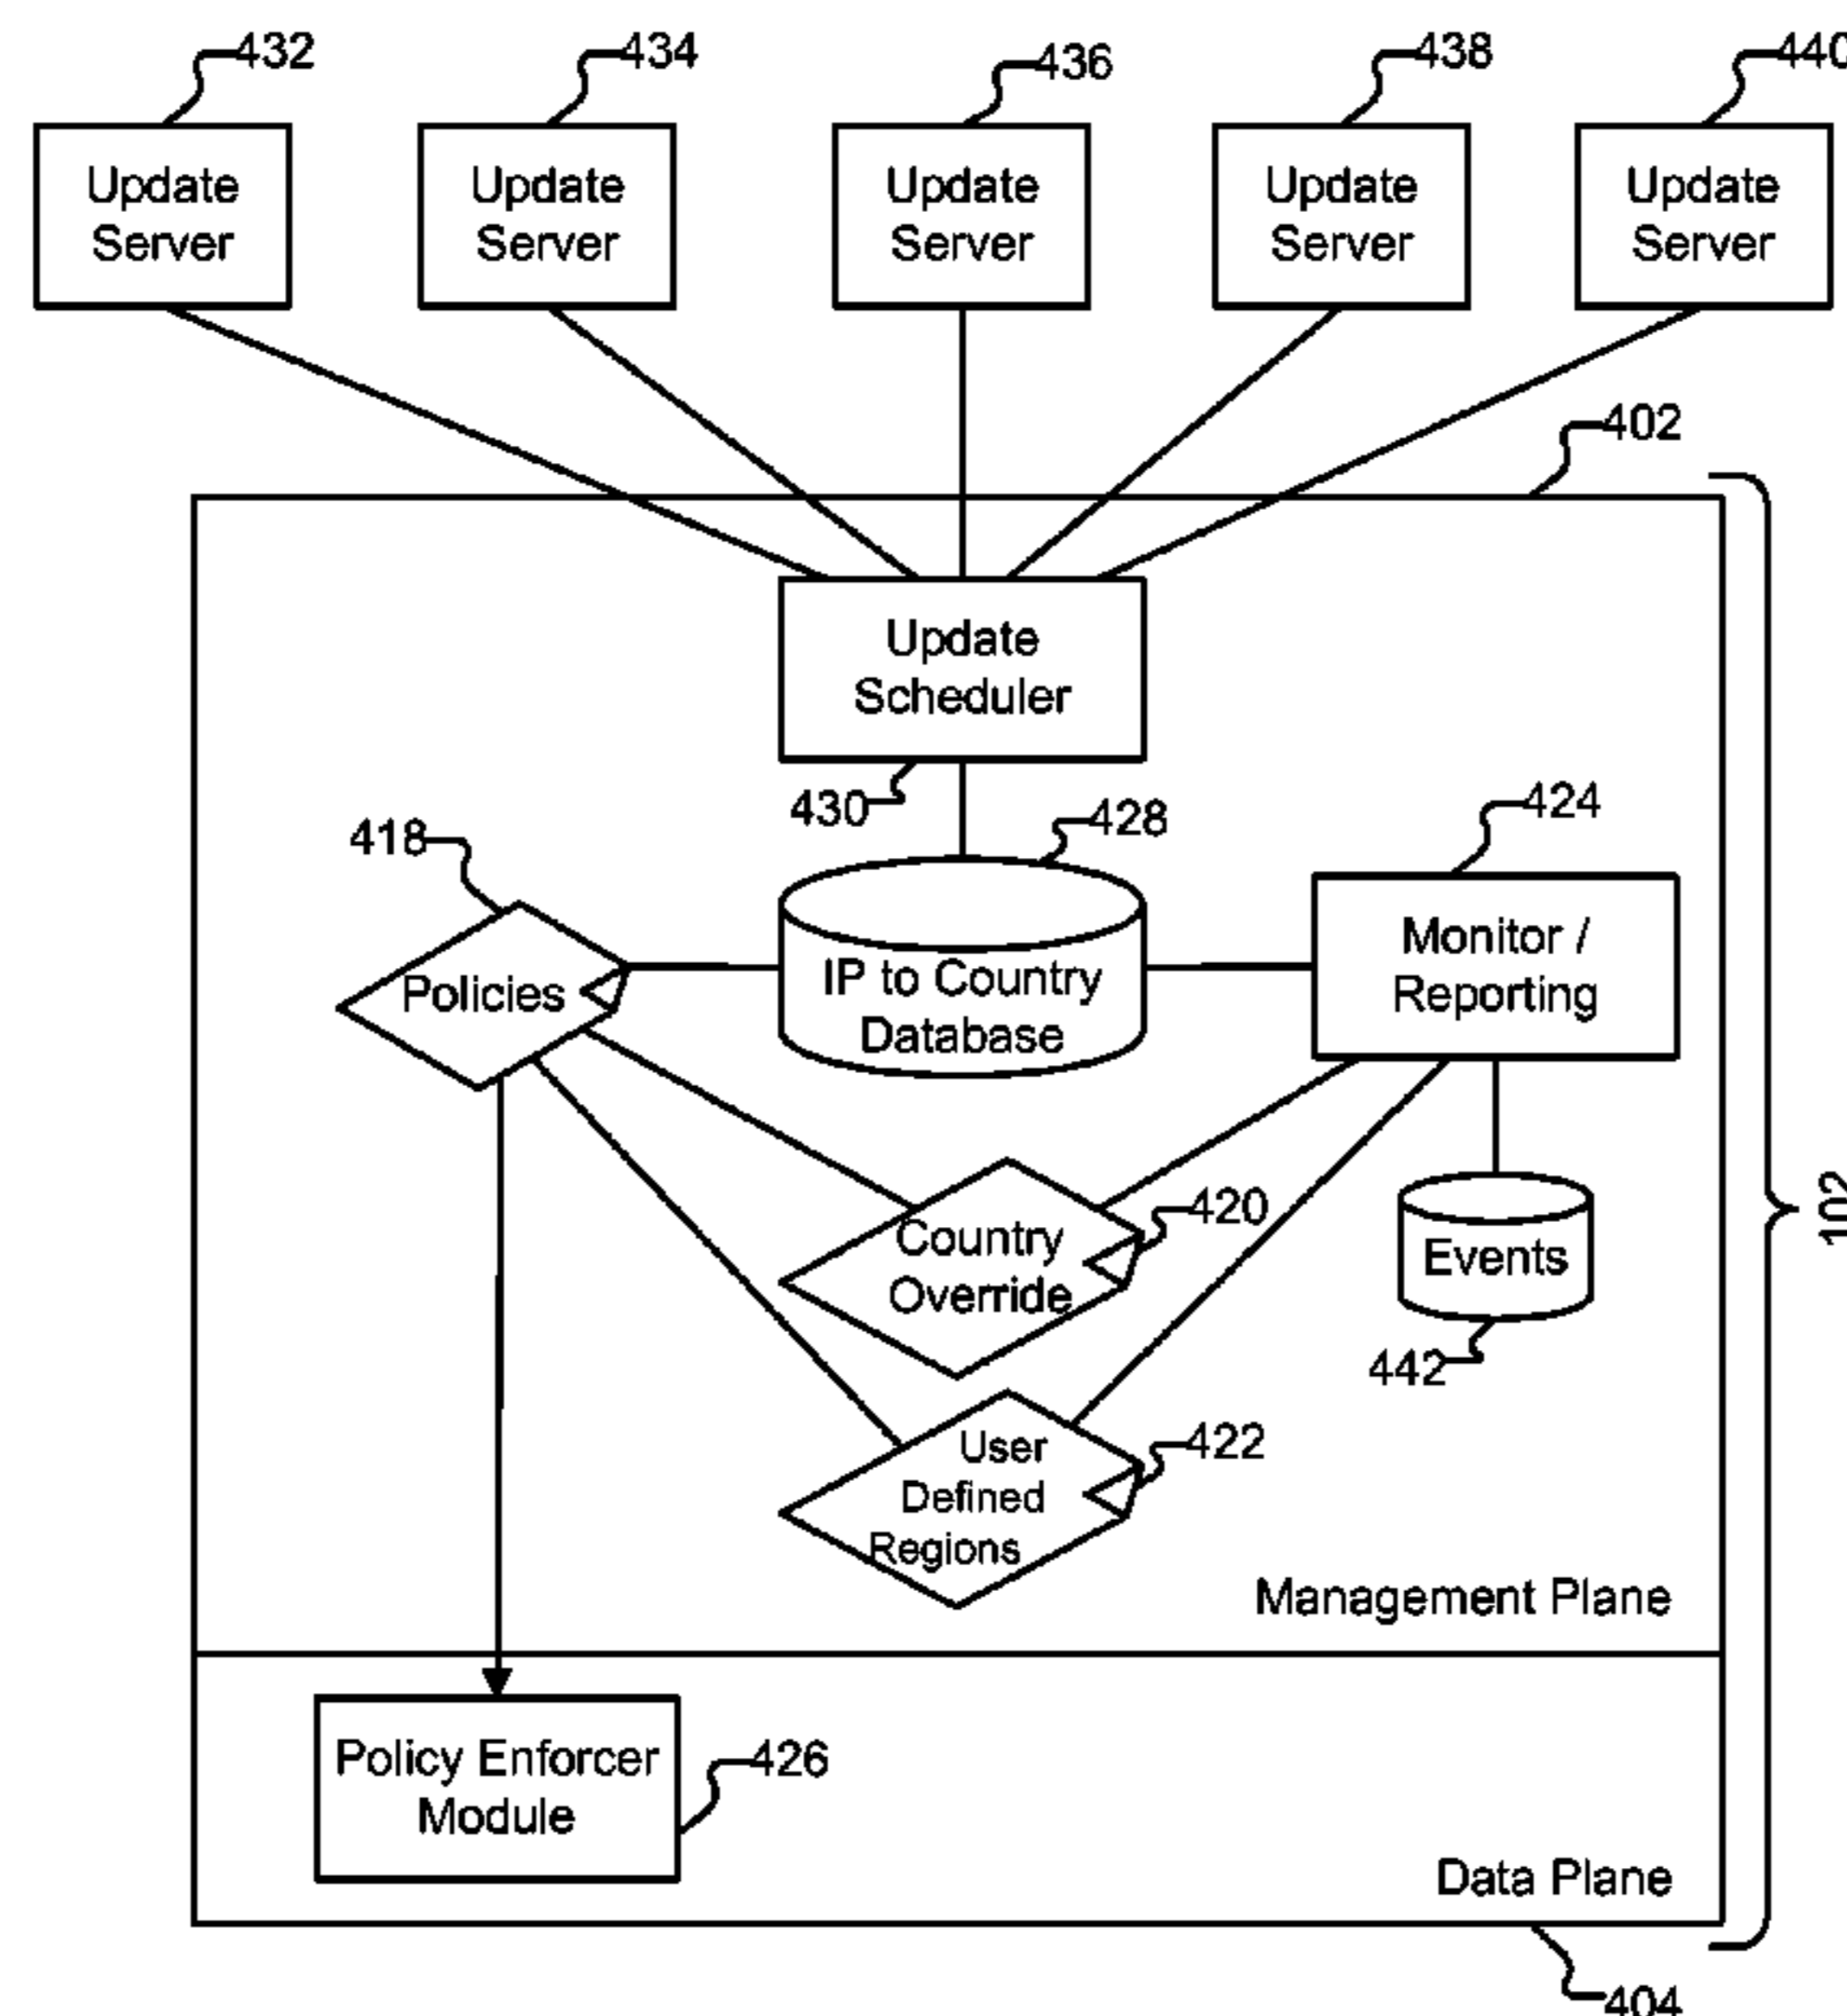 432
434
436
438
440
Update
Server
Update
Server
Update
Server
Update
Server
Update
Server
402
Update
Scheduler
430
428
424
418
Policies
IP to Country
Database
Monitor /
Reporting
102
420
Country
Override
Events
442
422
User
Defined
Regions
Management Plane
Policy Enforcer
Module
426
Data Plane
404